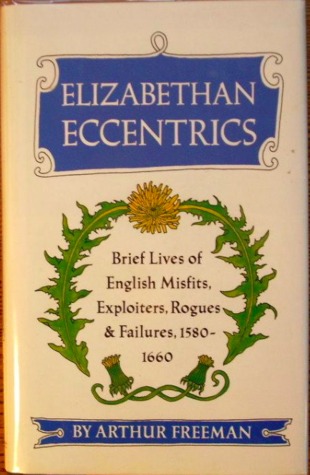 ELIZABETHAN
ECCENTRICS
Brief Lives of
English Misfits,
Exploiters, Rogues
& Failures, 1580-
1660
BY ARTHUR FREEMAN